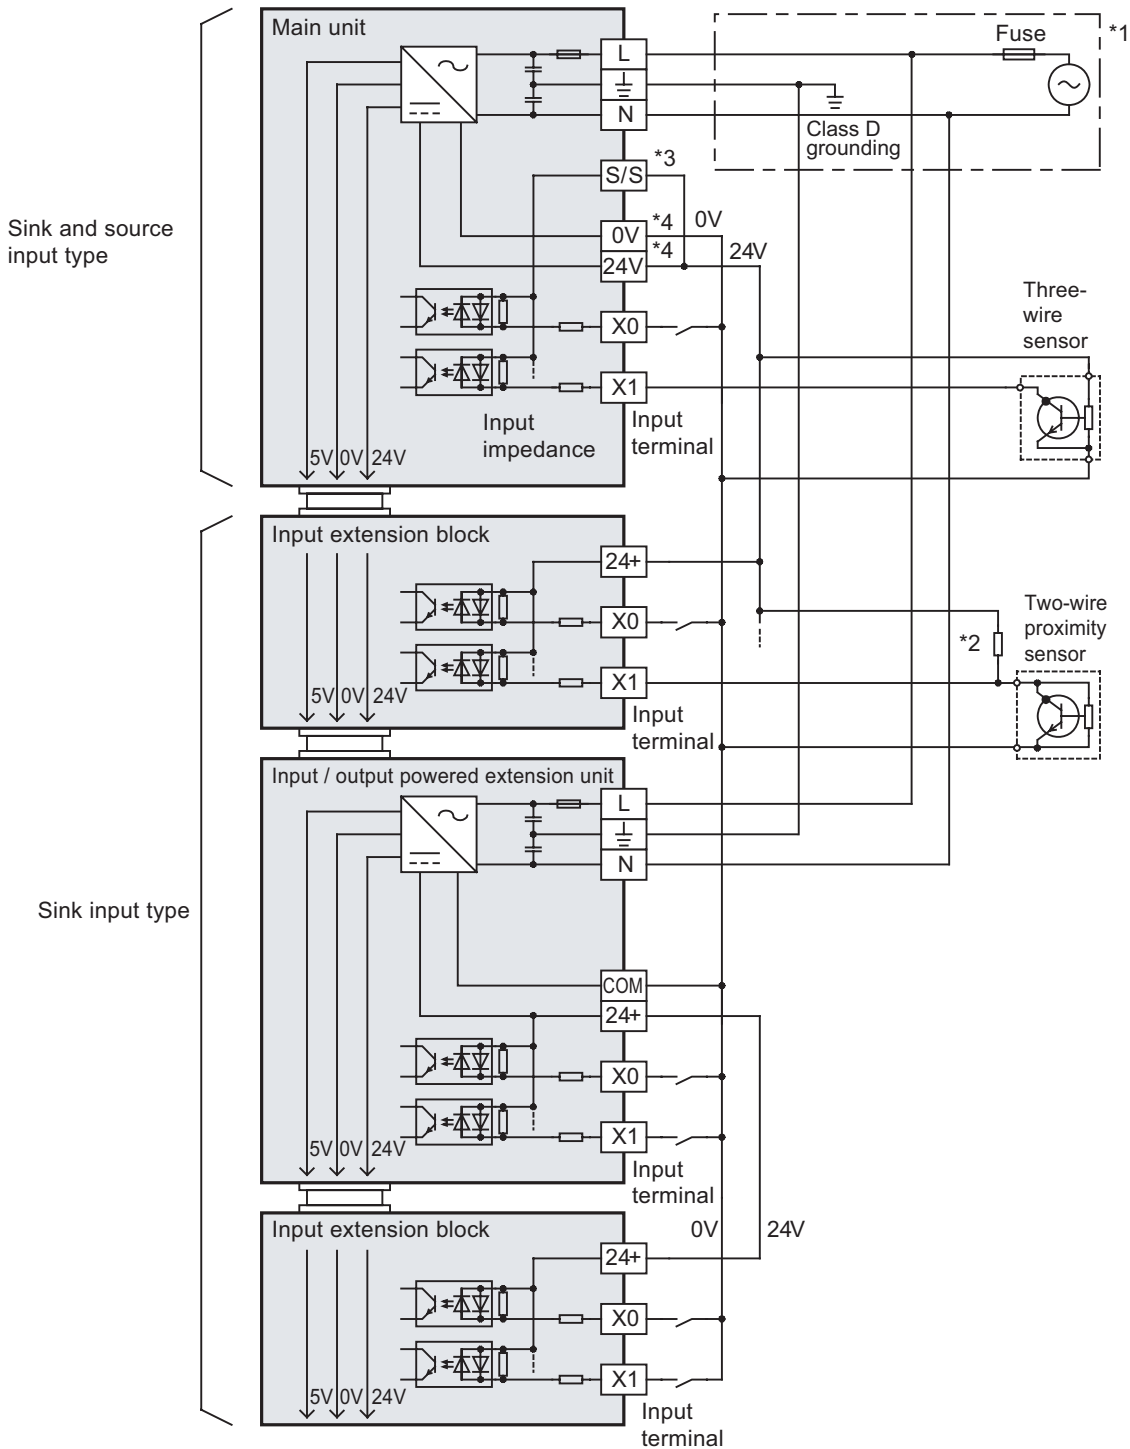 Main unit
L
N
Fuse
*1
Class D
grounding
S/S
*3
Sink and source
input type
0V
*4
0V
24V
*4
24V
X0
X1
Three-
wire
sensor
Input
impedance
Input
terminal
5V 0V 24V
Input extension block
24+
X0
X1
*2
Two-wire
proximity
sensor
5V 0V 24V
Input
terminal
Input / output powered extension unit
L
N
Sink input type
COM
24+
X0
X1
5V 0V 24V
Input
terminal
0V
24V
Input extension block
24+
X0
X1
5V 0V 24V
Input
terminal